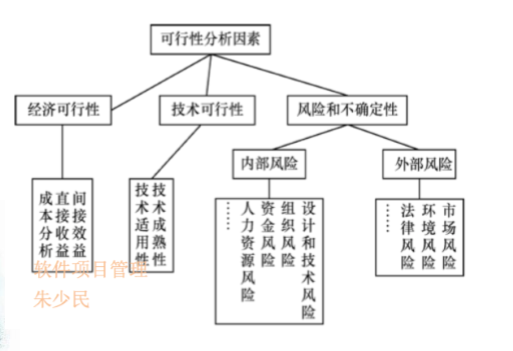 可行性分析因素
经济可行性
技术可行性
风险和不确定性
内部风险
外部风险
成本分析
直接收益
间接效益
技术适用性
技术成熟性
……
人力资源风险
资金风险
组织风险
设计和技术风险
……
法律风险
环境风险
市场风险
软件项目管理
朱少民